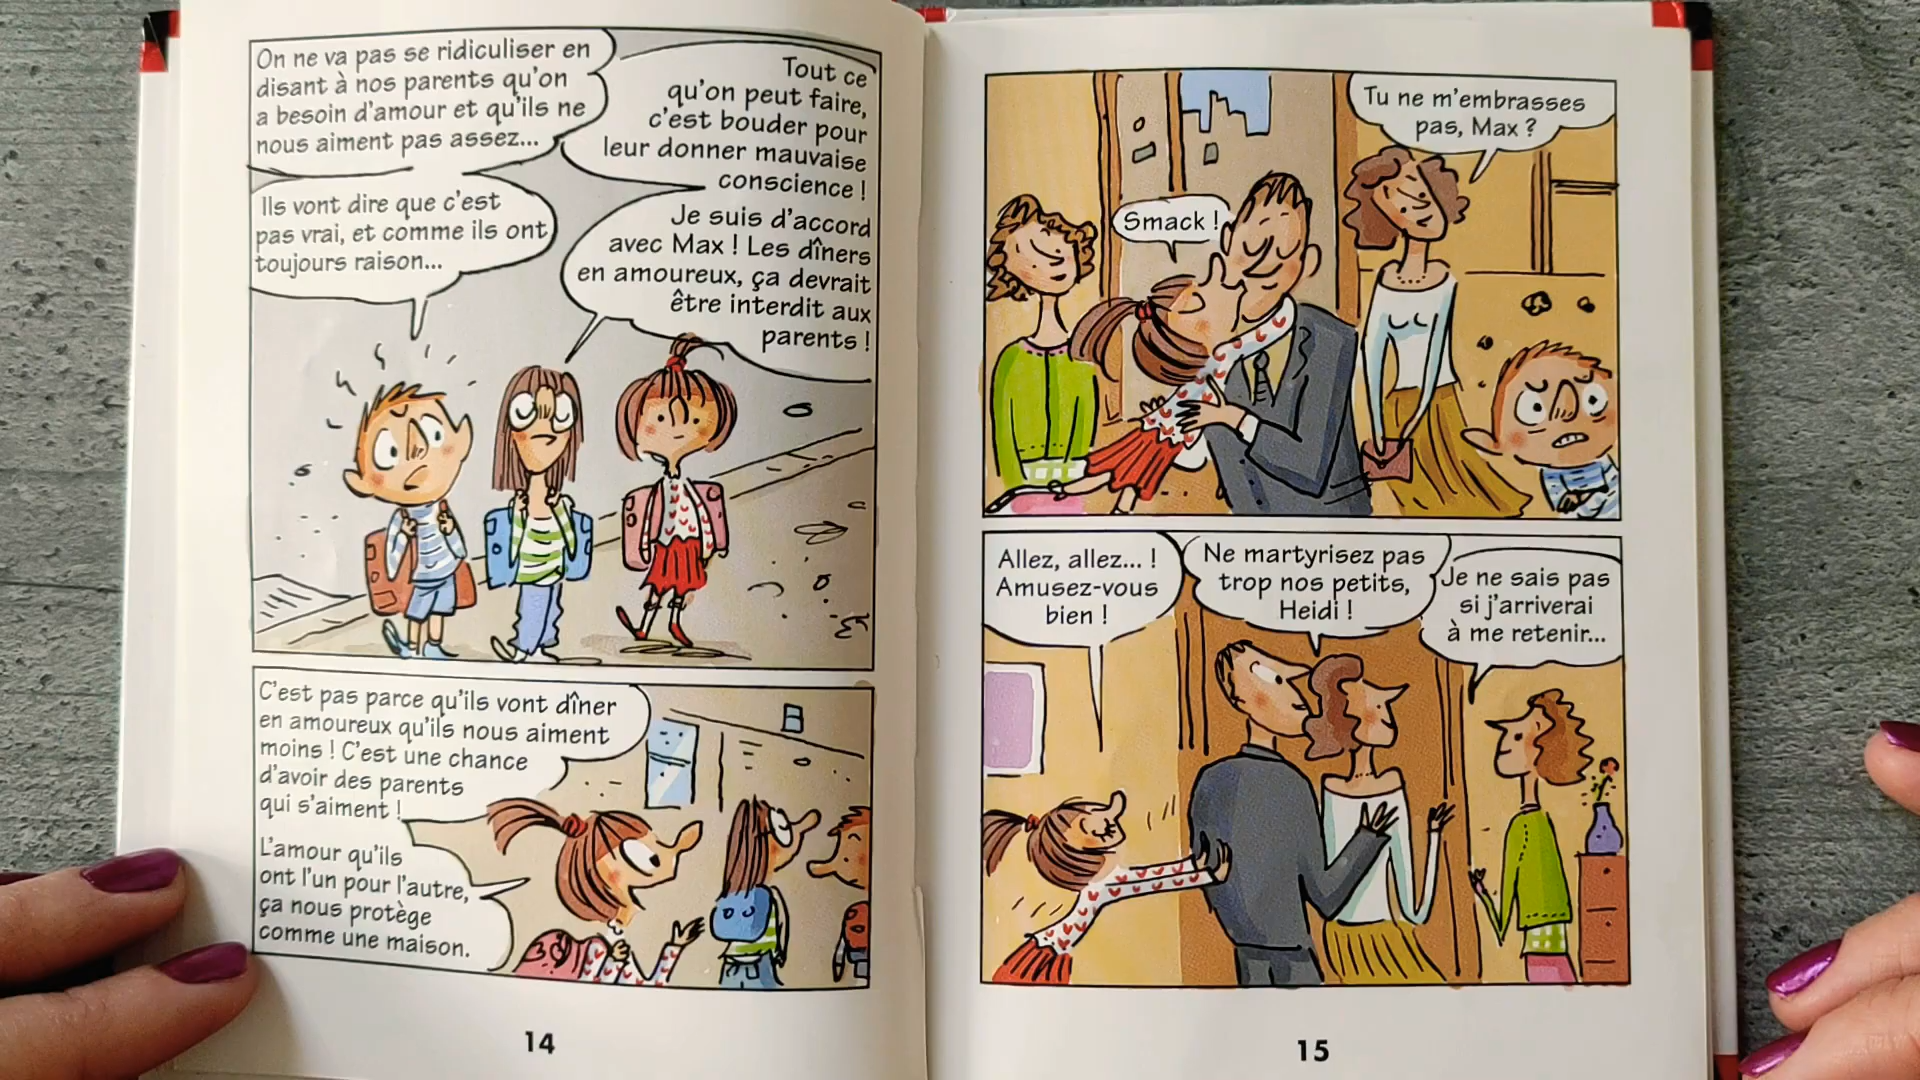 On ne va pas se ridiculiser en
disant à nos parents qu'on
a besoin d'amour et qu'ils ne
nous aiment pas assez...
Tout ce
qu'on peut faire,
c'est bouder pour
leur donner mauvaise
conscience !
Ils vont dire que c'est
pas vrai, et comme ils ont
toujours raison...
Je suis d'accord
avec Max ! Les dîners
en amoureux, ça devrait
être interdit aux
parents !
C'est pas parce qu'ils vont dîner
en amoureux qu'ils nous aiment
moins ! C'est une chance
d'avoir des parents
qui s'aiment !
L'amour qu'ils
ont l'un pour l'autre,
ça nous protège
comme une maison.
14
Tu ne m'embrasses
pas, Max ?
Smack !
Allez, allez... !
Amusez-vous
bien !
Ne martyrisez pas
trop nos petits,
Heidi !
Je ne sais pas
si j'arriverai
à me retenir...
15